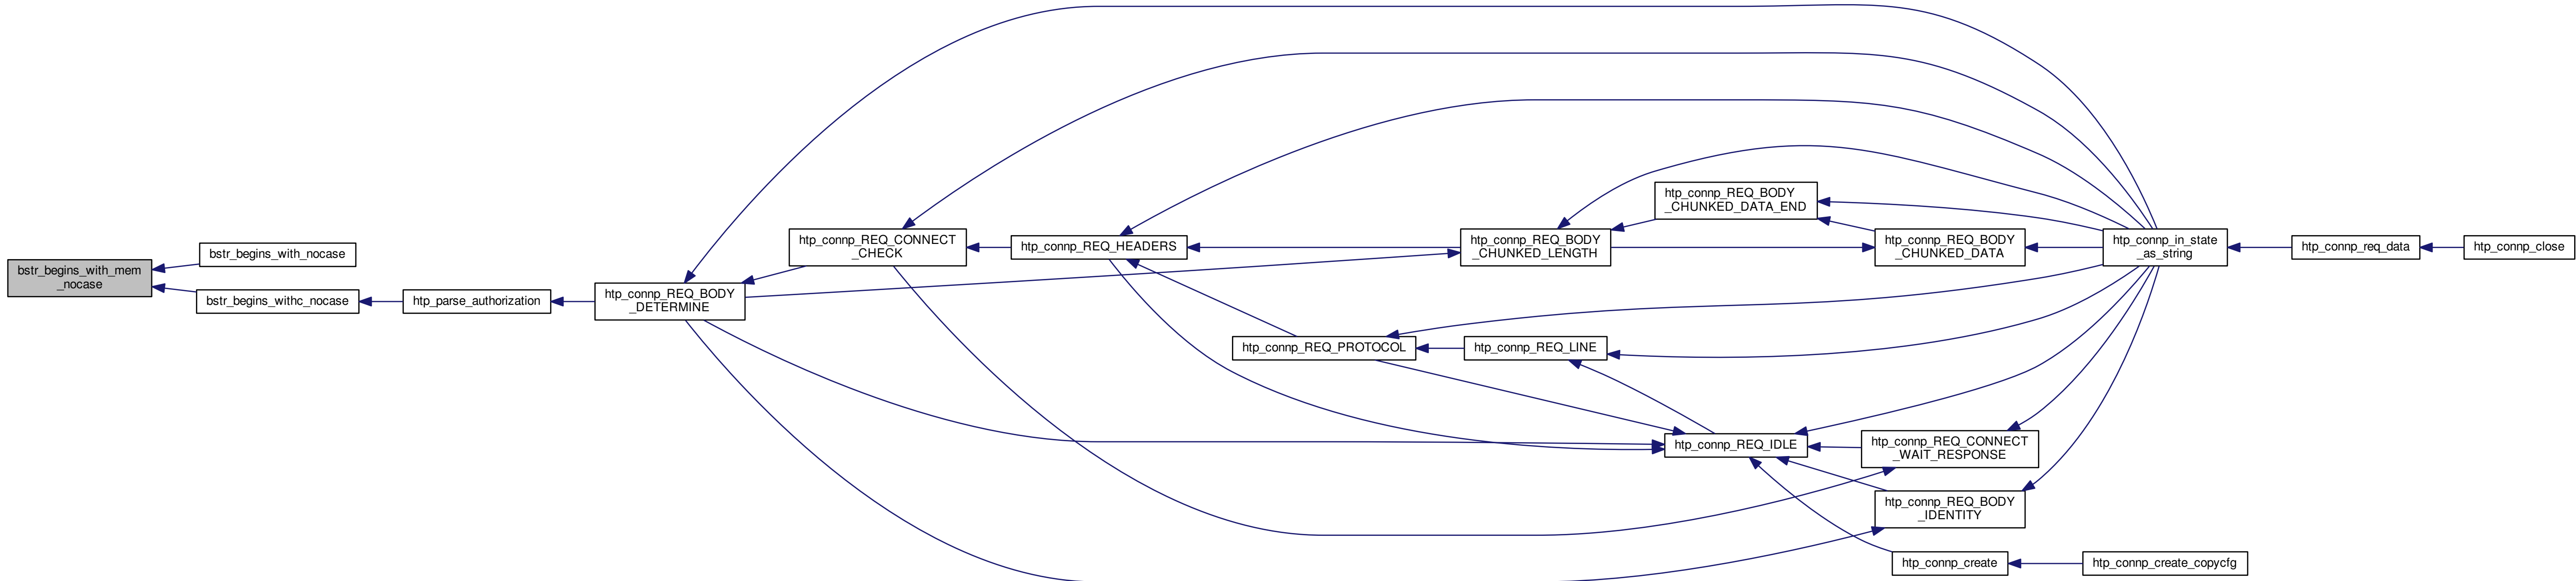 bstr_begins_with_mem
_nocase
bstr_begins_with_nocase
bstr_begins_withc_nocase
htp_parse_authorization
htp_connp_REQ_BODY
_DETERMINE
htp_connp_REQ_CONNECT
_CHECK
htp_connp_REQ_HEADERS
htp_connp_REQ_PROTOCOL
htp_connp_REQ_BODY
_CHUNKED_LENGTH
htp_connp_REQ_LINE
htp_connp_REQ_BODY
_CHUNKED_DATA_END
htp_connp_REQ_IDLE
htp_connp_REQ_BODY
_CHUNKED_DATA
htp_connp_REQ_CONNECT
_WAIT_RESPONSE
htp_connp_REQ_BODY
_IDENTITY
htp_connp_create
htp_connp_in_state
_as_string
htp_connp_create_copycfg
htp_connp_req_data
htp_connp_close